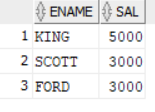 ENAME SAL
1 KING 5000
2 SCOTT 3000
3 FORD 3000